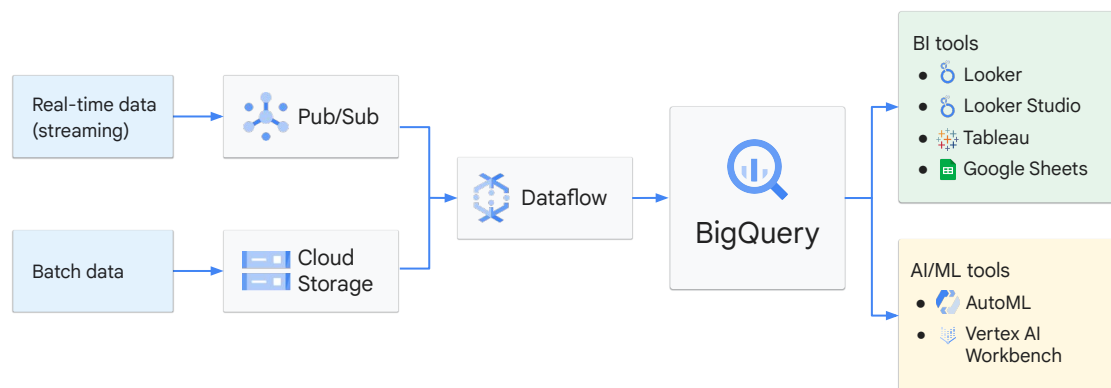 Real-time data
(streaming)
Pub/Sub
Batch data
Cloud
Storage
Dataflow
BigQuery
BI tools
● Looker
● Looker Studio
● Tableau
● Google Sheets
AI/ML tools
● AutoML
● Vertex AI
Workbench